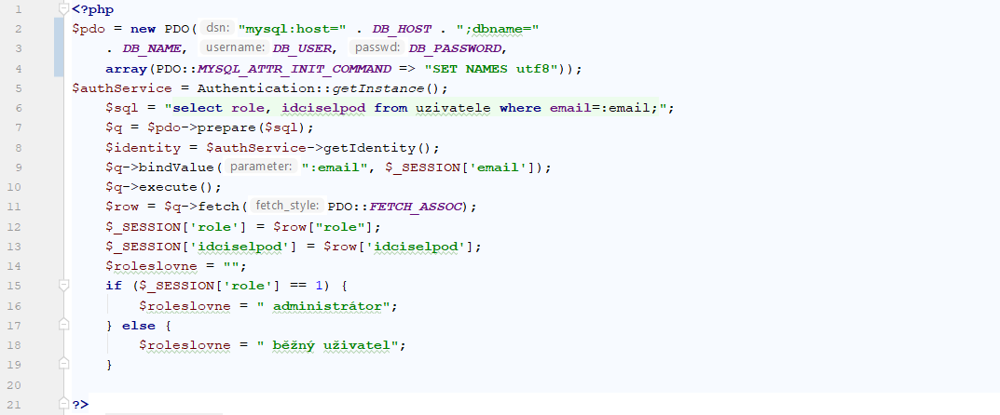 1 <?php
2 $pdo = new PDO( dsn: "mysql:host=" . DB_HOST . ";dbname="
3     . DB_NAME, username: DB_USER, passwd: DB_PASSWORD,
4     array(PDO::MYSQL_ATTR_INIT_COMMAND => "SET NAMES utf8"));
5 $authService = Authentication::getInstance();
6     $sql = "select role, idciselpod from uzivatele where email=:email;";
7     $q = $pdo->prepare($sql);
8     $identity = $authService->getIdentity();
9     $q->bindValue( parameter: ":email", $_SESSION['email']);
10     $q->execute();
11     $row = $q->fetch( fetch_style: PDO::FETCH_ASSOC);
12     $_SESSION['role'] = $row["role"];
13     $_SESSION['idciselpod'] = $row['idciselpod'];
14     $roleslovne = "";
15     if ($_SESSION['role'] == 1) {
16         $roleslovne = " administrátor";
17     } else {
18         $roleslovne = " běžný uživatel";
19     }
20
21 ?>